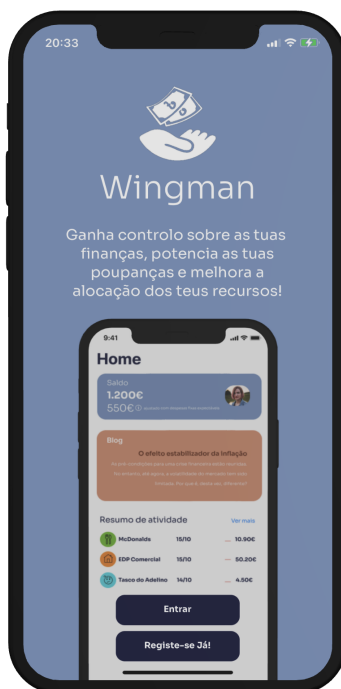 20:33
Wingman
Ganha controlo sobre as tuas
finanças, potencia as tuas
poupanças e melhora a
alocação dos teus recursos!
9:41
Home
Saldo
1.200€
550€
Blog
O efeito estabilizador da inflação
Resumo de atividade
Ver mais
McDonalds 15/10 ... 10.90€
EDP Comercial 15/10 ... 50.20€
Tasco do Adelino 14/10 ... 4.50€
Entrar
Registe-se Já!